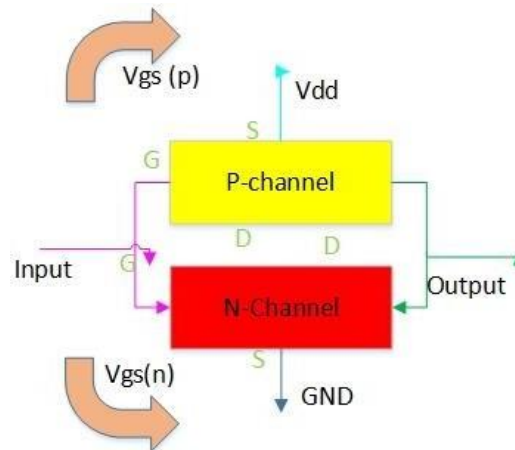 Vgs (p)
Vdd
S
G
P-channel
D
D
Input
G
Output
N-Channel
Vgs(n)
S
GND